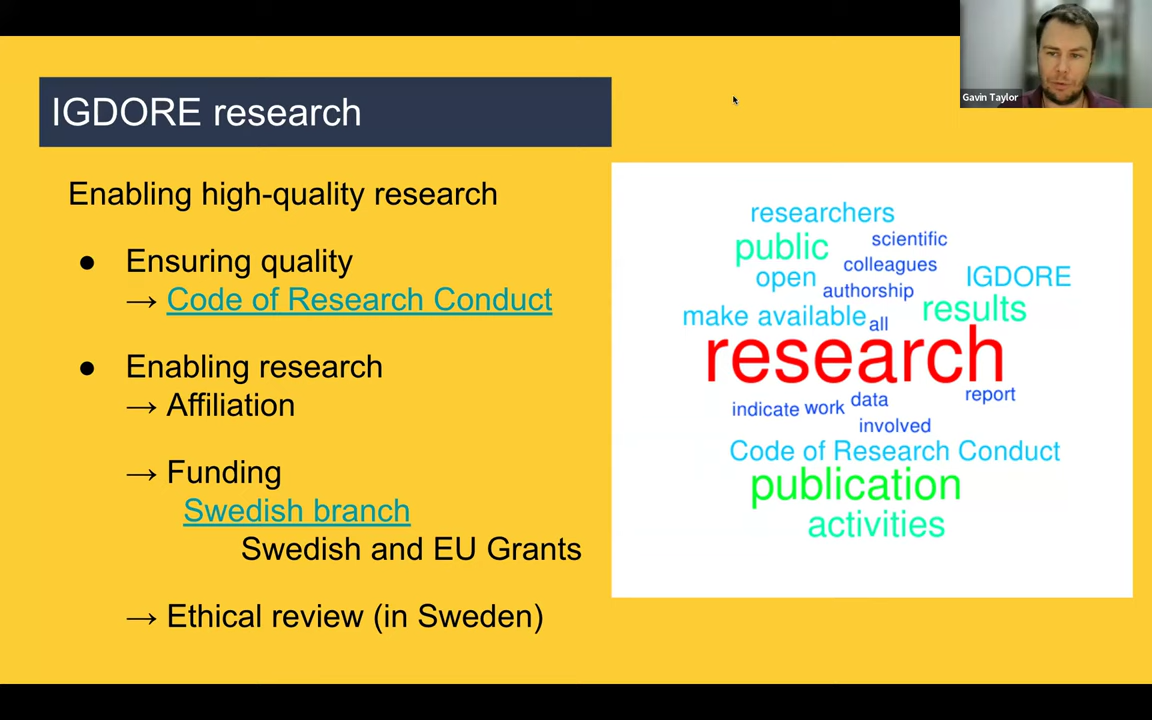 IGDORE research
Gavin Taylor
Enabling high-quality research
● Ensuring quality
→ Code of Research Conduct
● Enabling research
→ Affiliation
→ Funding
Swedish branch
Swedish and EU Grants
→ Ethical review (in Sweden)
researchers
scientific
public
colleagues
open
IGDORE
authorship
results
make available
all
research
report
data
indicate
work
involved
Code of Research Conduct
publication
activities